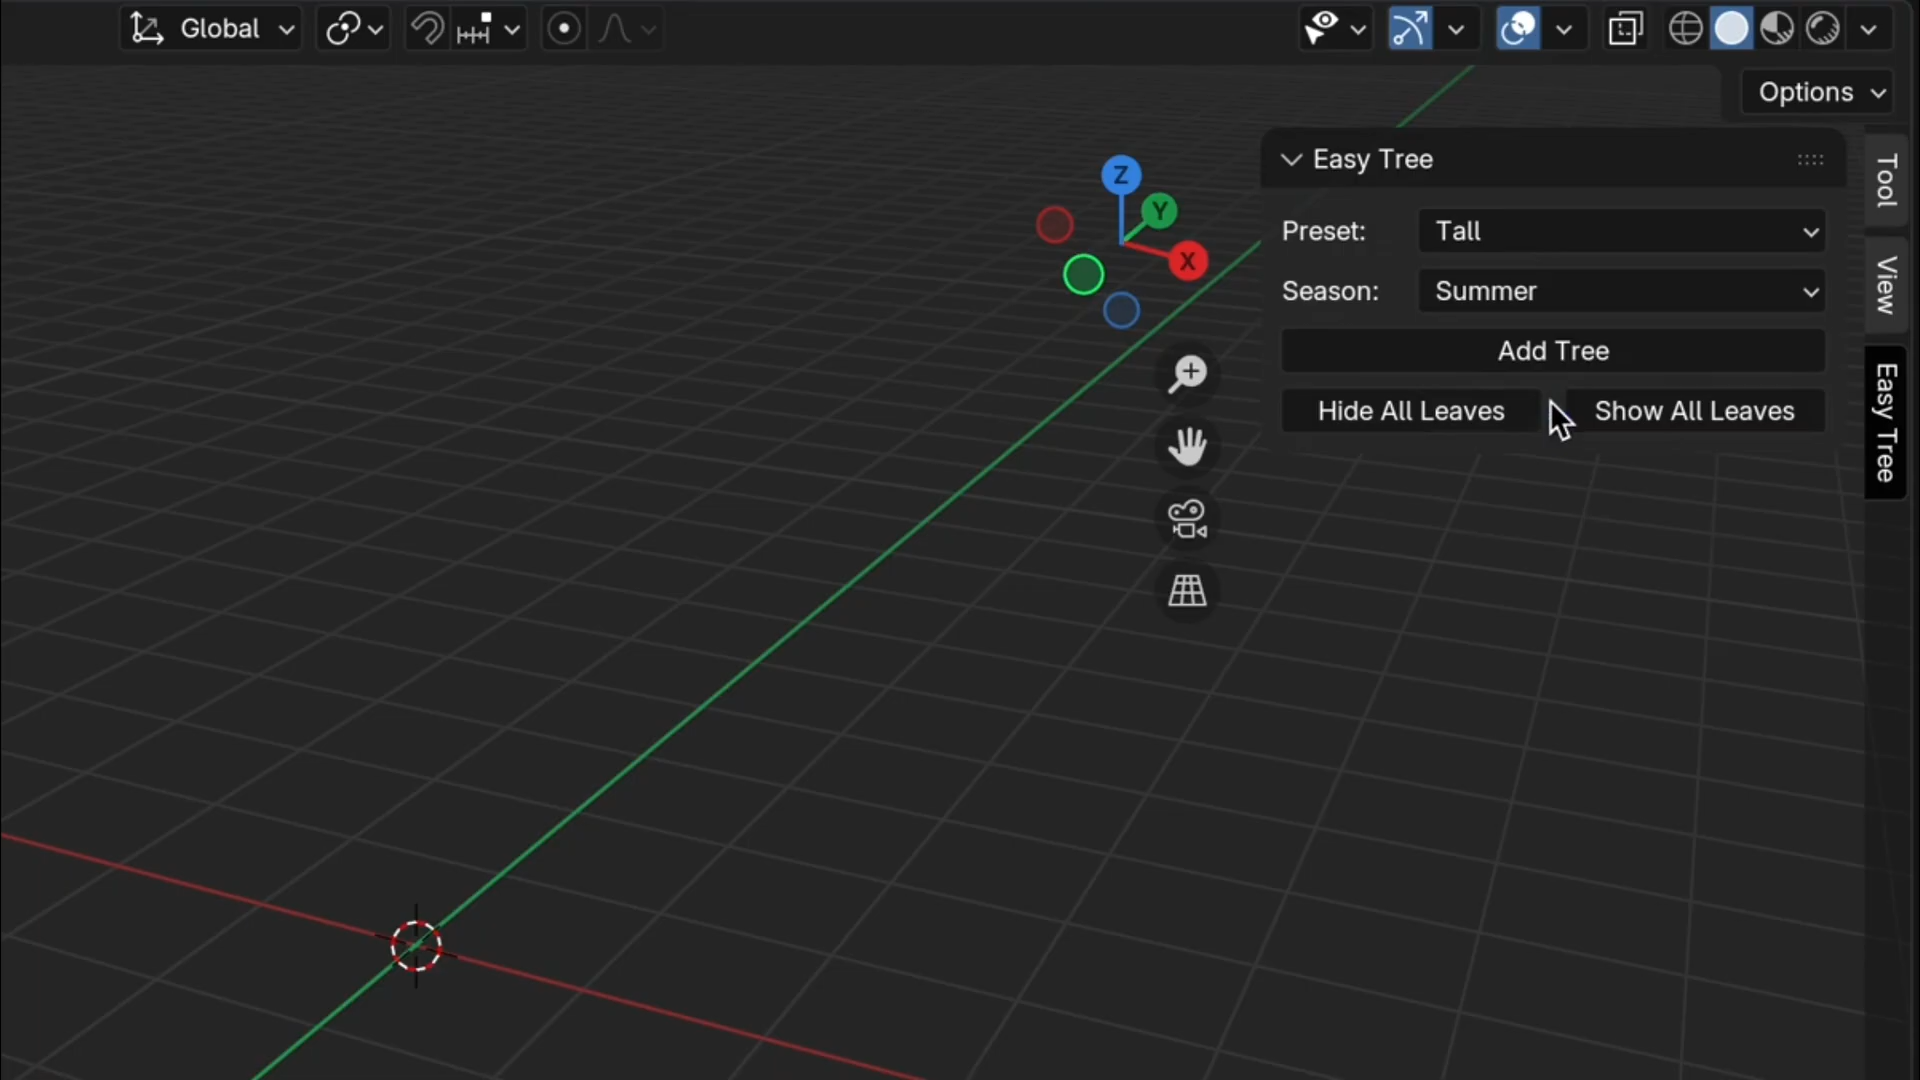 Global
Options
Easy Tree
Tool
Z
Y
X
Preset: Tall
View
Season: Summer
Add Tree
Easy Tree
Hide All Leaves Show All Leaves